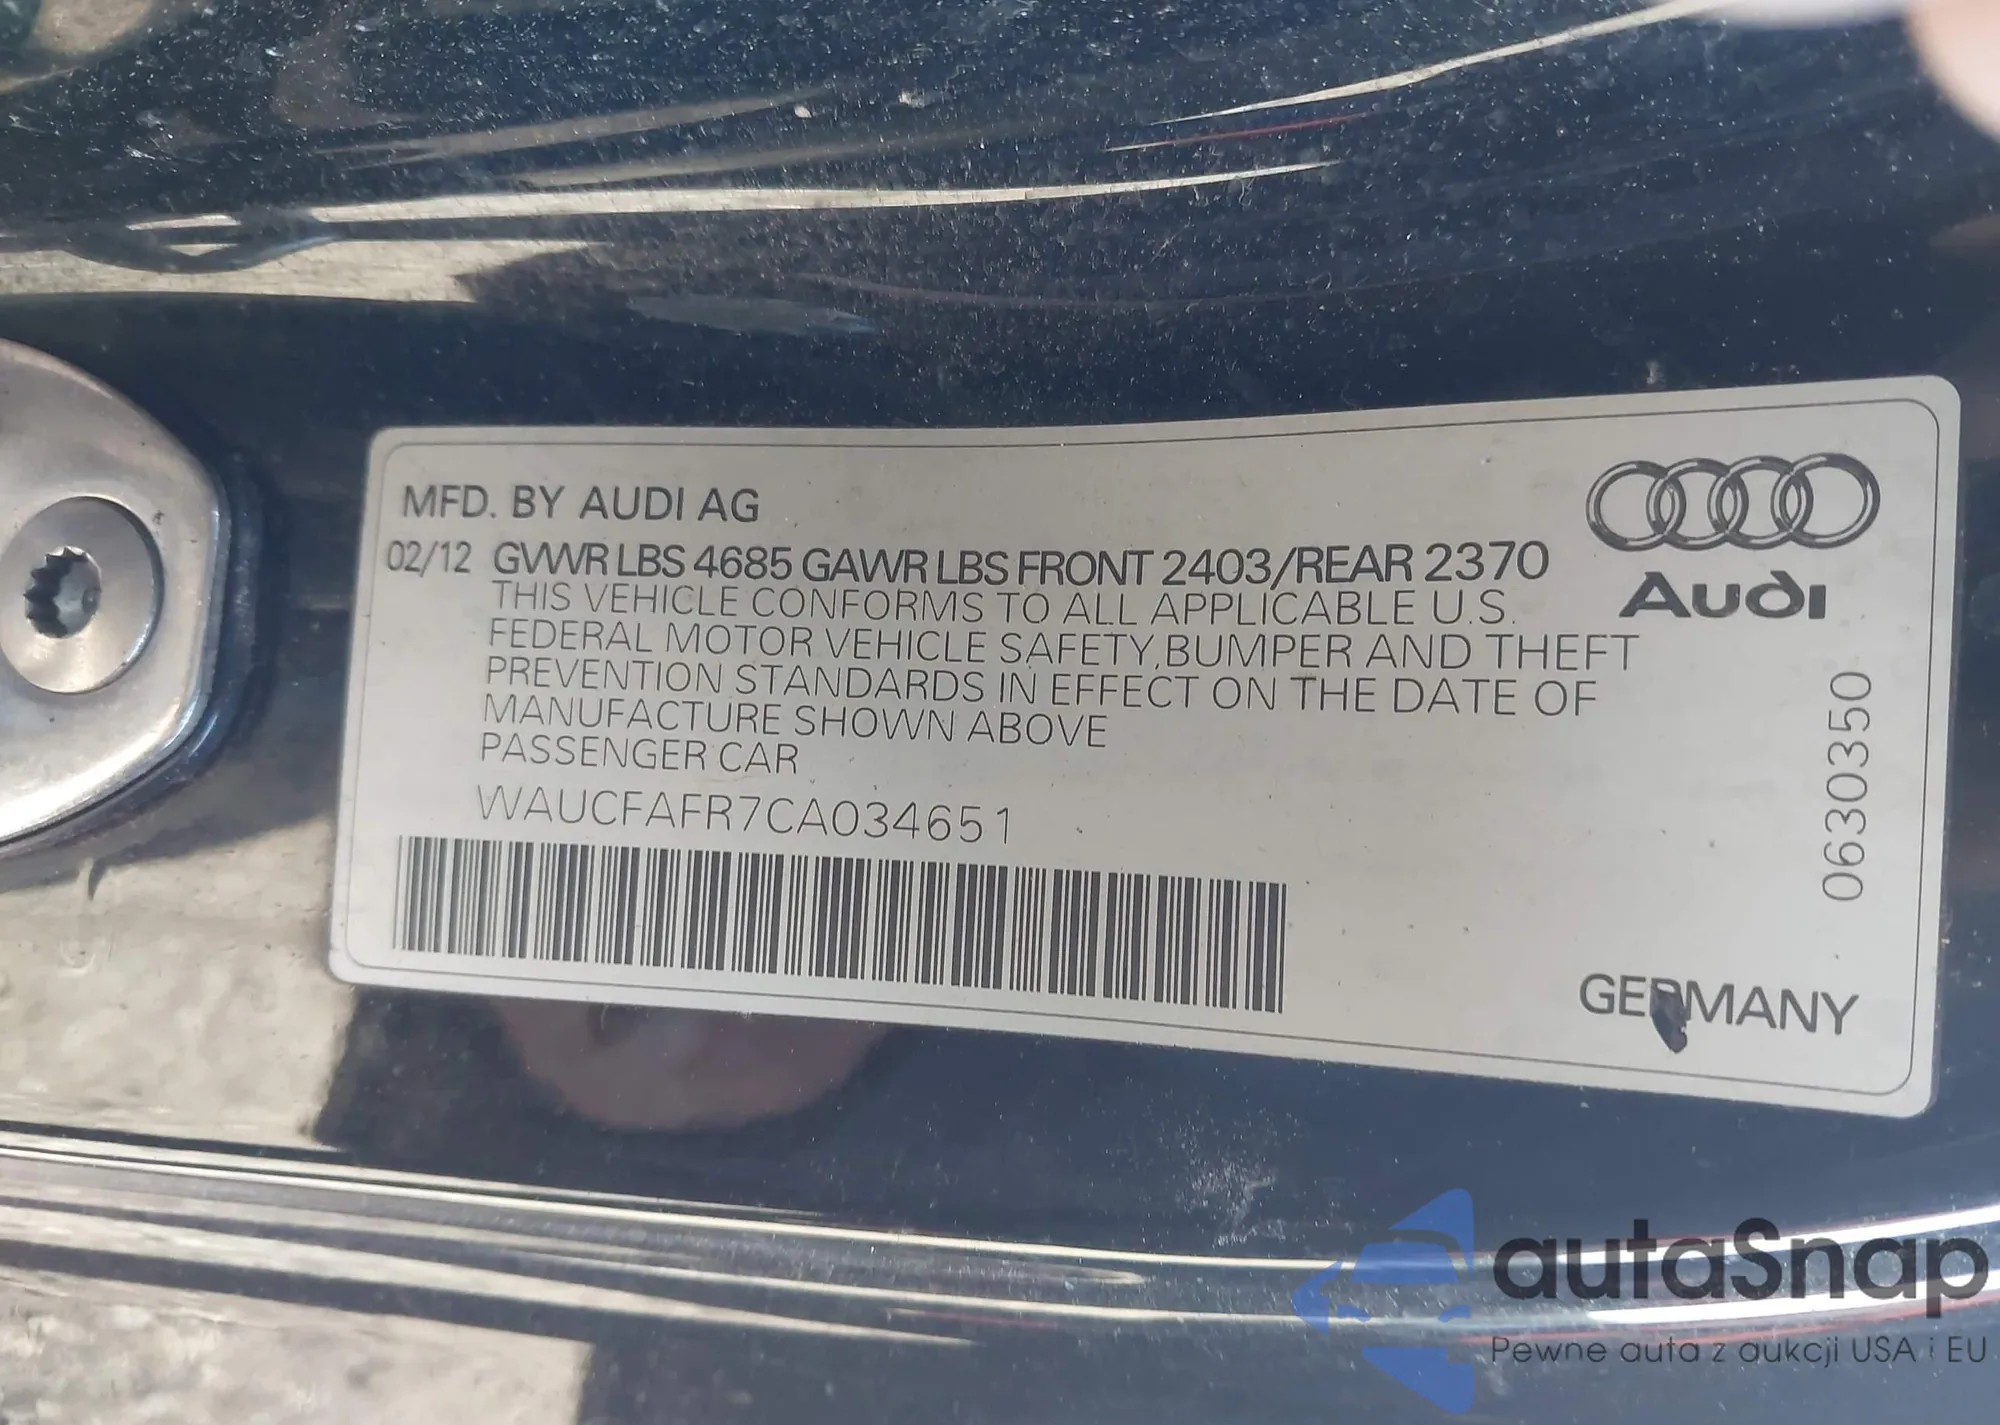 MFD. BY AUDI AG
02/12 GVWR LBS 4685 GAWR LBS FRONT 2403/REAR 2370
THIS VEHICLE CONFORMS TO ALL APPLICABLE U.S.
FEDERAL MOTOR VEHICLE SAFETY,BUMPER AND THEFT
PREVENTION STANDARDS IN EFFECT ON THE DATE OF
MANUFACTURE SHOWN ABOVE
PASSENGER CAR
WAUCFAFR7CA034651
Audi
0630350
GERMANY
autaSnap
Pewne auta z aukcji USA i EU